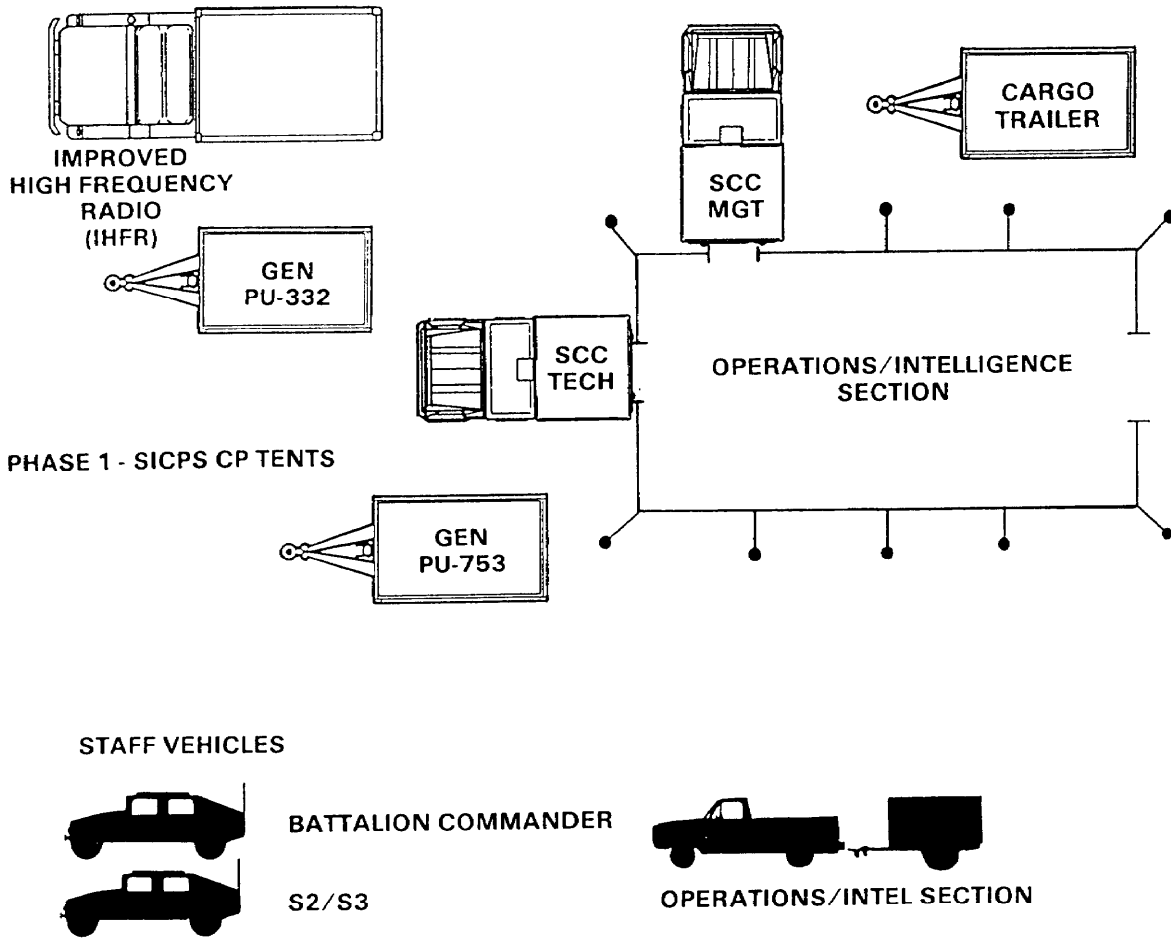 CARGO
TRAILER
IMPROVED
HIGH FREQUENCY
RADIO
(IHFR)
SCC
MGT
GEN
PU-332
SCC
TECH
OPERATIONS/INTELLIGENCE
SECTION
PHASE 1 - SICPS CP TENTS
GEN
PU-753
STAFF VEHICLES
BATTALION COMMANDER
S2/S3
OPERATIONS/INTEL SECTION